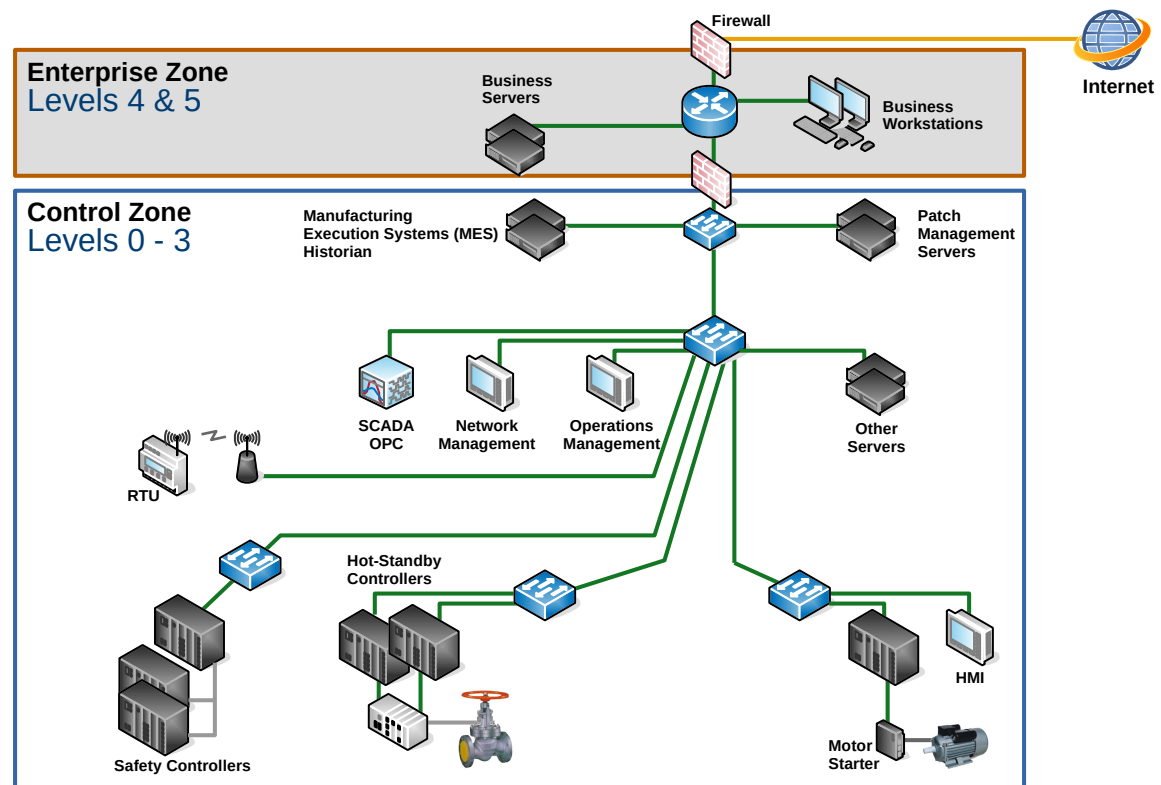 Firewall
Internet
Enterprise Zone
Levels 4 & 5
Business
Servers
Business
Workstations
Control Zone
Levels 0 - 3
Manufacturing
Execution Systems (MES)
Historian
Patch
Management
Servers
SCADA
OPC
Network
Management
Operations
Management
Other
Servers
RTU
Hot-Standby
Controllers
HMI
Safety Controllers
Motor
Starter